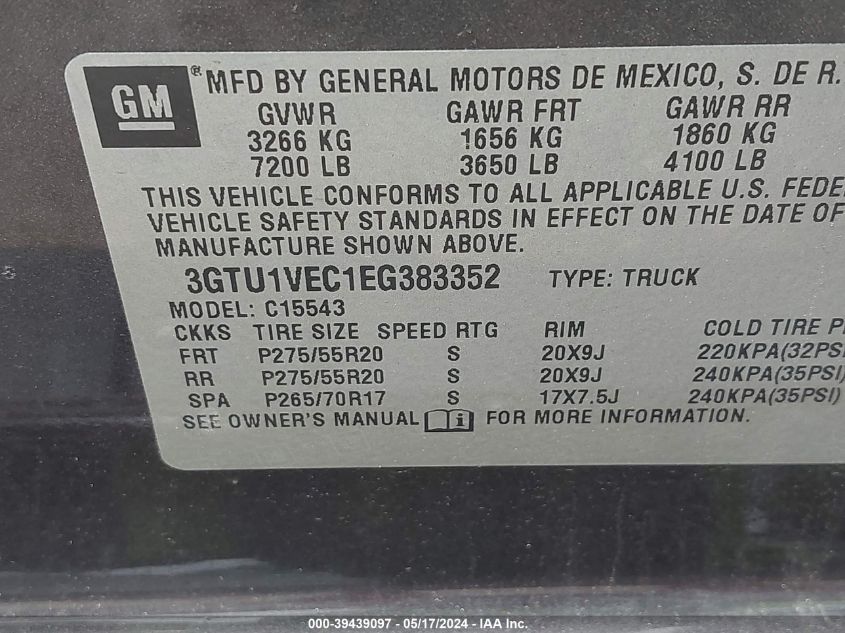 GM ® MFD BY GENERAL MOTORS DE MEXICO, S. DE R.
GVWR GAWR FRT GAWR RR
3266 KG 1656 KG 1860 KG
7200 LB 3650 LB 4100 LB
THIS VEHICLE CONFORMS TO ALL APPLICABLE U.S. FEDE
VEHICLE SAFETY STANDARDS IN EFFECT ON THE DATE OF
MANUFACTURE SHOWN ABOVE.
3GTU1VEC1EG383352 TYPE: TRUCK
MODEL: C15543
CKKS TIRE SIZE SPEED RTG RIM COLD TIRE P
FRT P275/55R20 S 20X9J 220KPA(32PSI
RR P275/55R20 S 20X9J 240KPA(35PSI)
SPA P265/70R17 S 17X7.5J 240KPA(35PSI)
SEE OWNER'S MANUAL i FOR MORE INFORMATION.
000-39439097 - 05/17/2024 - IAA Inc.